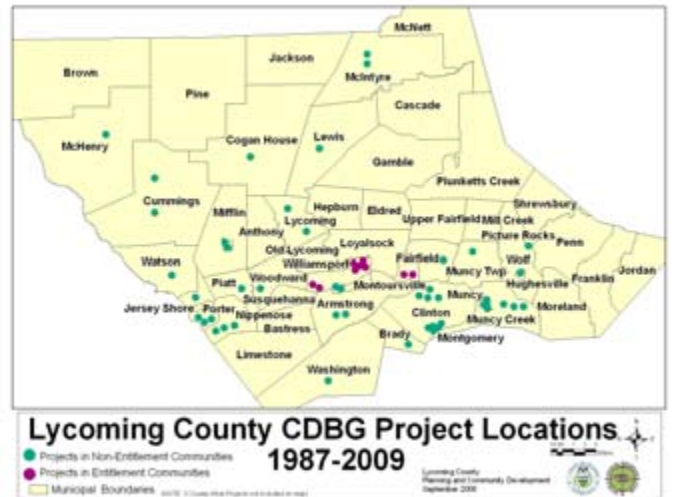 McNett
Jackson
Brown
McIntyre
Pine
Cascade
Cogan House
Lewis
McHenry
Gamble
Plunketts Creek
Cummings
Mifflin
Hepburn
Eldred
Shrewsbury
Lycoming
Upper Fairfield
Mill Creek
Anthony
Picture Rocks
Penn
Old Lycoming
Loyalsock
Watson
Williamsport
Fairfield
Wolf
Muncy Twp
Jordan
Piatt
Woodward
Montoursville
Hughesville
Franklin
Susquehanna
Muncy
Jersey Shore
Porter
Armstrong
Moreland
Nippenose
Clinton
Muncy Creek
Bastress
Brady
Montgomery
Limestone
Washington
Lycoming County CDBG Project Locations
1987-2009
Projects in Non-Entitlement Communities
Projects in Entitlement Communities
Municipal Boundaries
Lycoming County
Planning and Community Development
September 2009